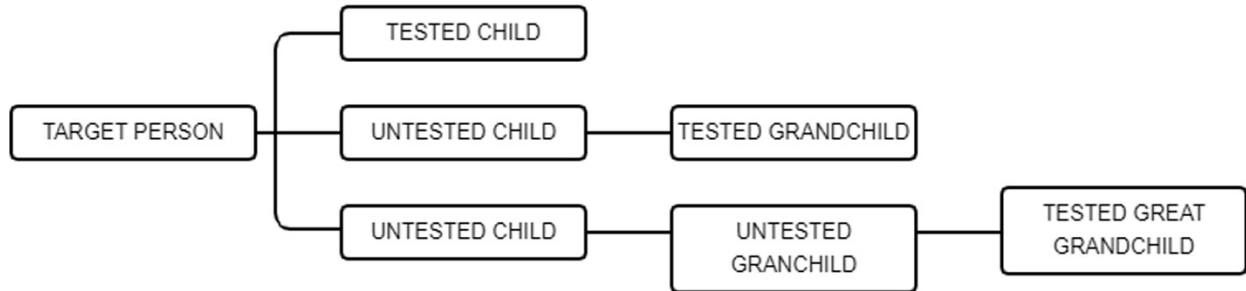 TESTED CHILD
TARGET PERSON
UNTESTED CHILD
TESTED GRANDCHILD
UNTESTED CHILD
UNTESTED
GRANCHILD
TESTED GREAT
GRANDCHILD